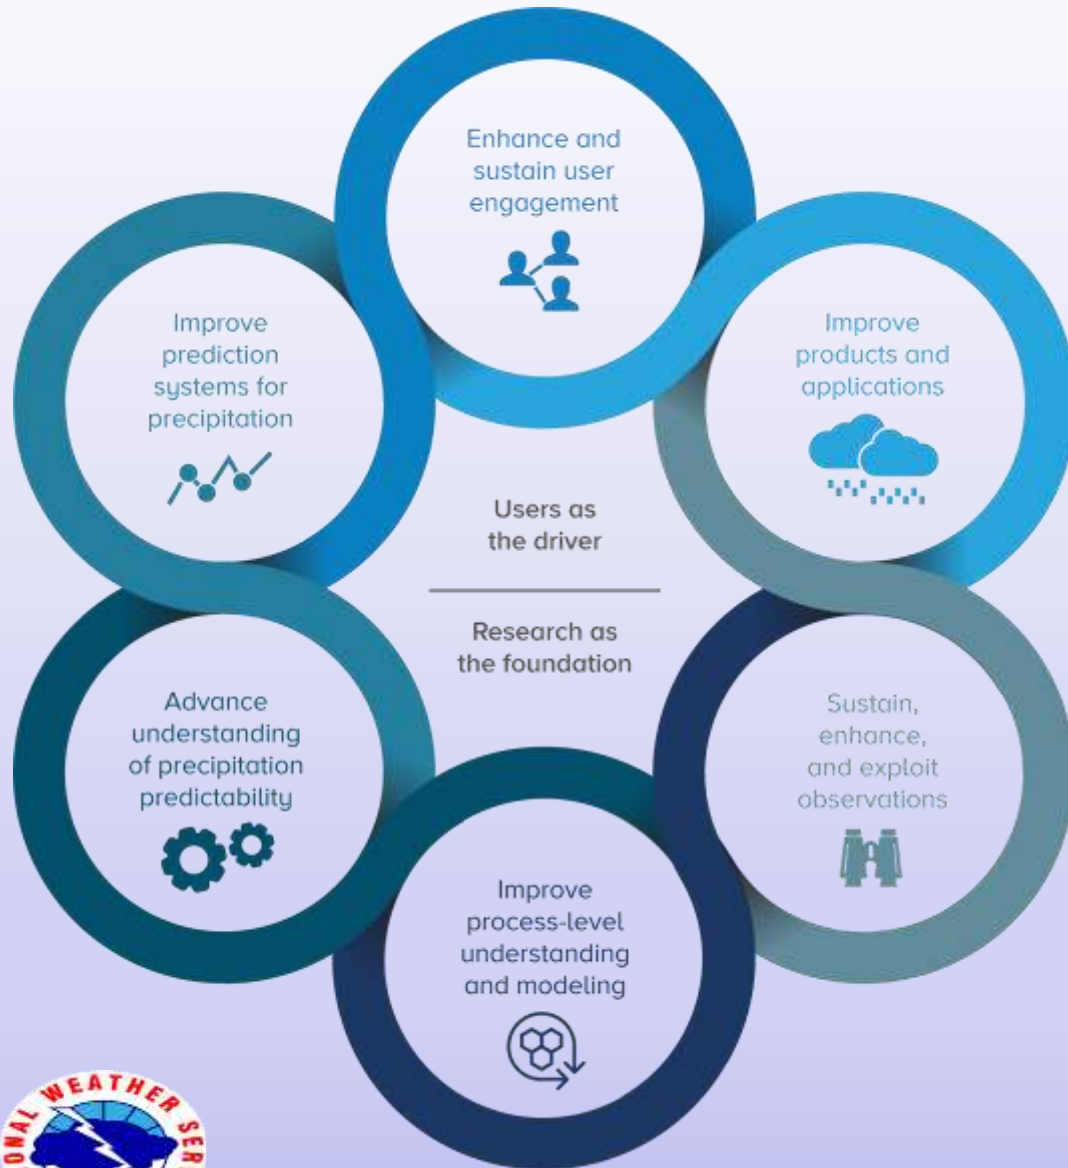 Enhance and
sustain user
engagement
Improve
products and
applications
Sustain,
enhance,
and exploit
observations
Improve
process-level
understanding
and modeling
Advance
understanding
of precipitation
predictability
Improve
prediction
systems for
precipitation
Users as
the driver
Research as
the foundation
WEATHER